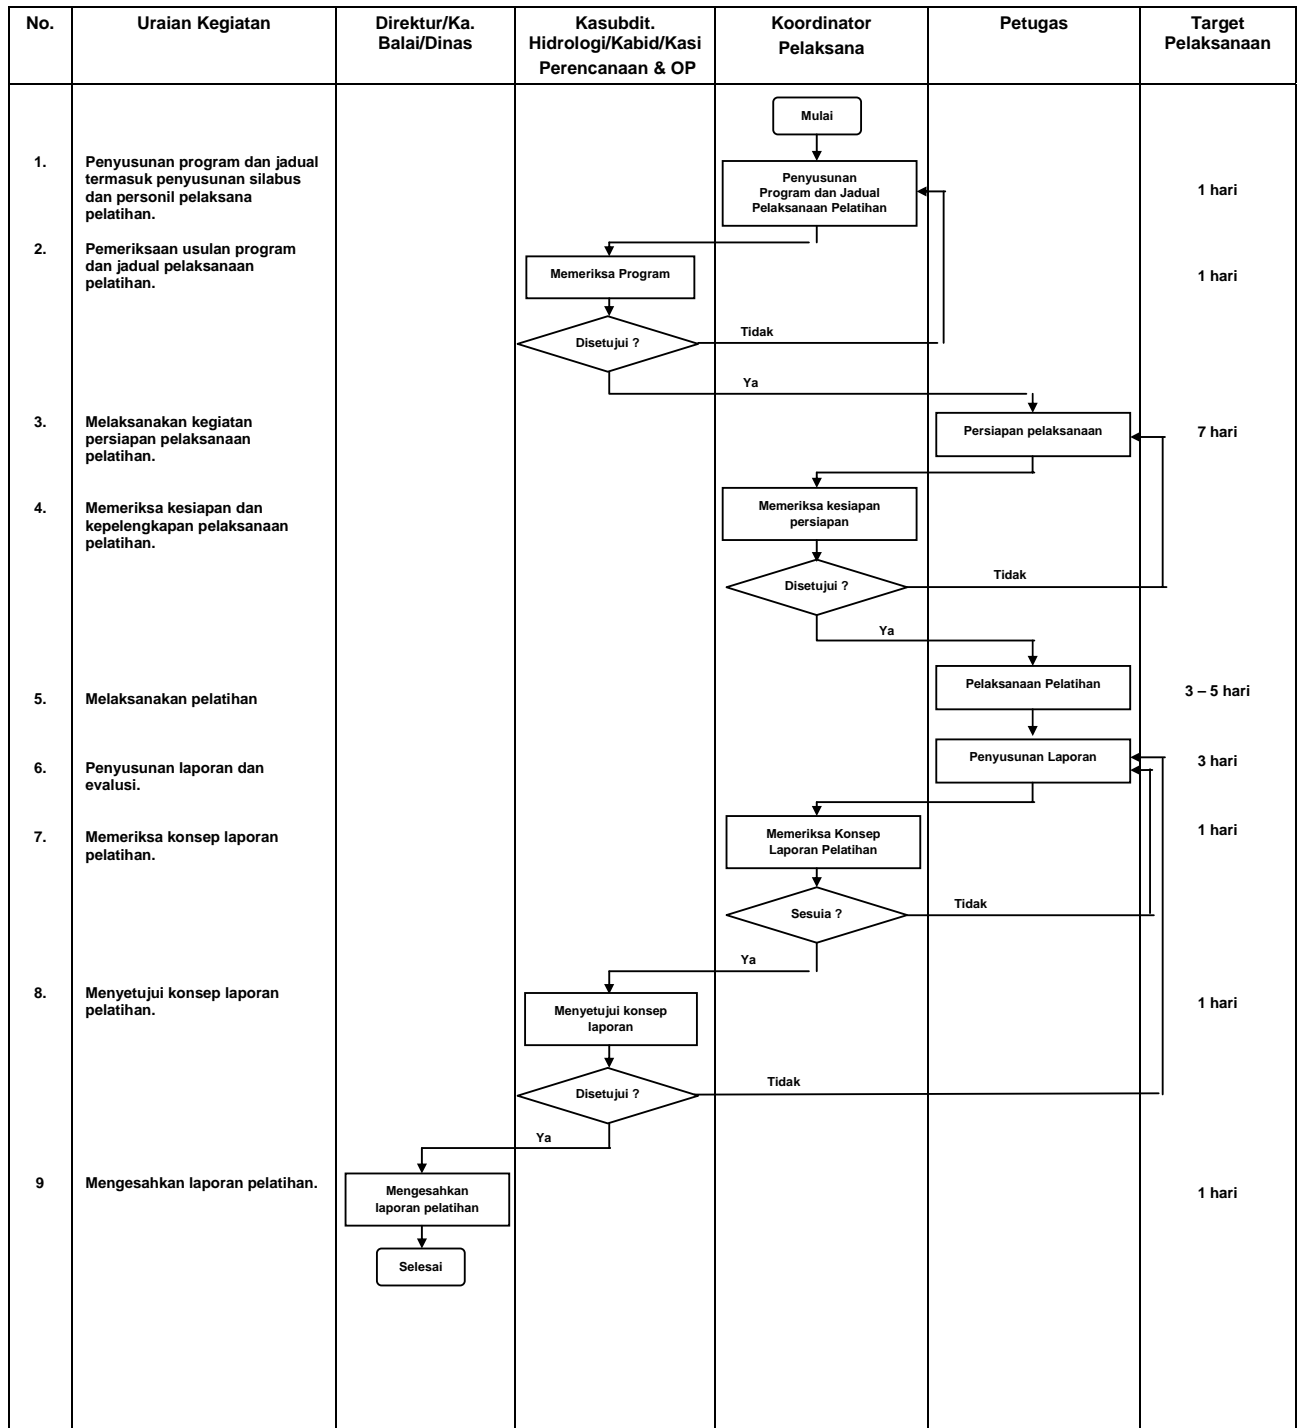 No.
Uraian Kegiatan
Direktur/Ka.
Balai/Dinas
Kasubdit.
Hidrologi/Kabid/Kasi
Perencanaan & OP
Koordinator
Pelaksana
Petugas
Target
Pelaksanaan
Mulai
1.
Penyusunan program dan jadual
termasuk penyusunan silabus
dan personil pelaksana
pelatihan.
Penyusunan
Program dan Jadual
Pelaksanaan Pelatihan
1 hari
2.
Pemeriksaan usulan program
dan jadual pelaksanaan
pelatihan.
Memeriksa Program
1 hari
Disetujui ?
Tidak
Ya
3.
Melaksanakan kegiatan
persiapan pelaksanaan
pelatihan.
Persiapan pelaksanaan
7 hari
4.
Memeriksa kesiapan dan
kepelengkapan pelaksanaan
pelatihan.
Memeriksa kesiapan
persiapan
Disetujui ?
Tidak
Ya
5.
Melaksanakan pelatihan
Pelaksanaan Pelatihan
3 – 5 hari
6.
Penyusunan laporan dan
evalusi.
Penyusunan Laporan
3 hari
7.
Memeriksa konsep laporan
pelatihan.
Memeriksa Konsep
Laporan Pelatihan
1 hari
Sesuia ?
Tidak
Ya
8.
Menyetujui konsep laporan
pelatihan.
Menyetujui konsep
laporan
1 hari
Disetujui ?
Tidak
Ya
9
Mengesahkan laporan pelatihan.
Mengesahkan
laporan pelatihan
1 hari
Selesai